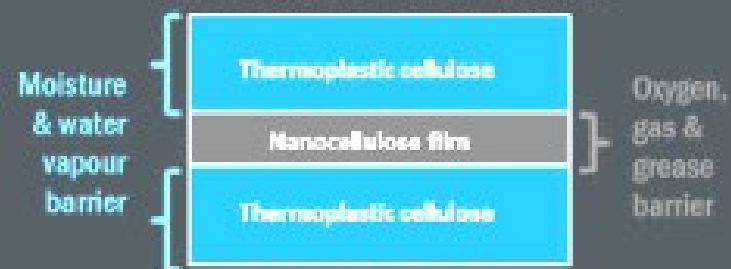 Moisture
& water
vapour
barrier
Thermoplastic cellulose
Nanocellulose film
Thermoplastic cellulose
Oxygen,
gas &
grease
barrier